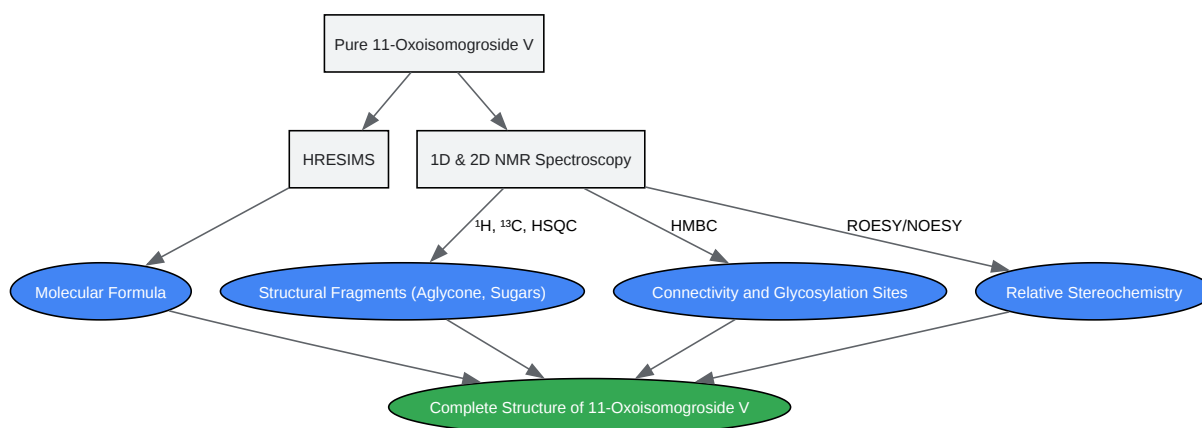 Pure 11-Oxoisomogroside V
HRESIMS
1D & 2D NMR Spectroscopy
¹H, ¹³C, HSQC
HMBC
ROESY/NOESY
Molecular Formula
Structural Fragments (Aglycone, Sugars)
Connectivity and Glycosylation Sites
Relative Stereochemistry
Complete Structure of 11-Oxoisomogroside V